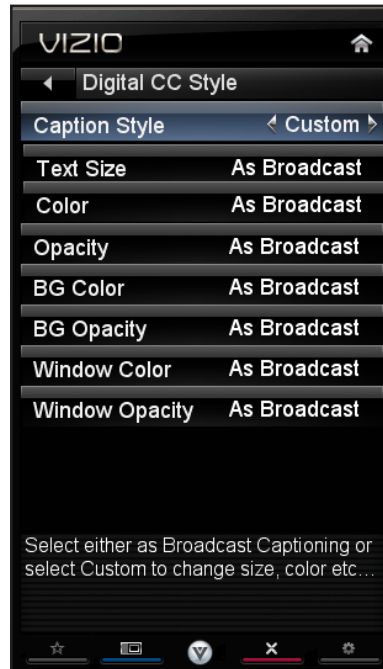 VIZIO
Digital CC Style
Caption Style Custom
Text Size As Broadcast
Color As Broadcast
Opacity As Broadcast
BG Color As Broadcast
BG Opacity As Broadcast
Window Color As Broadcast
Window Opacity As Broadcast
Select either as Broadcast Captioning or
select Custom to change size, color etc...
V